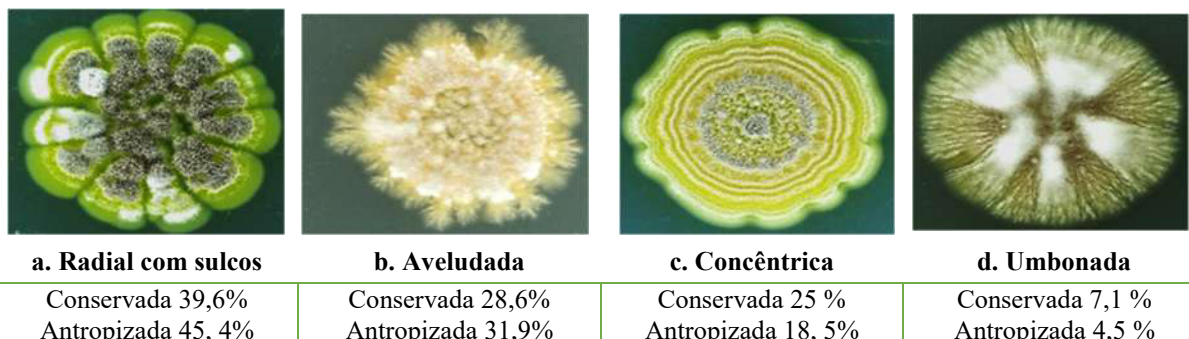 a. Radial com sulcos b. Aveludada c. Concêntrica d. Umbonada
Conservada 39,6% Conservada 28,6% Conservada 25 % Conservada 7,1 %
Antropizada 45, 4% Antropizada 31,9% Antropizada 18, 5% Antropizada 4,5 %